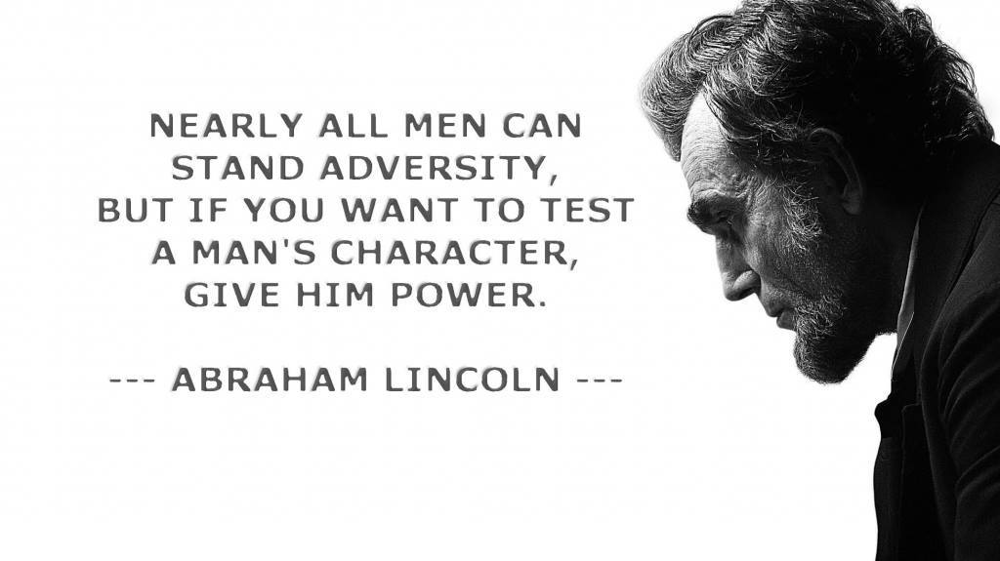 NEARLY ALL MEN CAN
STAND ADVERSITY,
BUT IF YOU WANT TO TEST
A MAN'S CHARACTER,
GIVE HIM POWER.
--- ABRAHAM LINCOLN ---